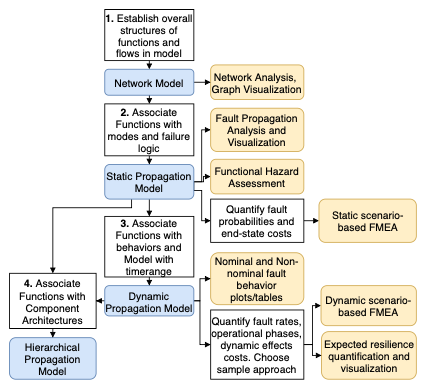 1. Establish overall
structures of
functions and
flows in model
Network Model
Network Analysis,
Graph Visualization
2. Associate
Functions with
modes and failure
logic
Fault Propagation
Analysis and
Visualization
Static Propagation
Model
Functional Hazard
Assessment
Quantify fault
probabilities and
end-state costs
Static scenario-
based FMEA
3. Associate
Functions with
behaviors and
Model with
timerange
Nominal and Non-
nominal fault
behavior
plots/tables
4. Associate
Functions with
Component
Architectures
Dynamic
Propagation Model
Quantify fault rates,
operational phases,
dynamic effects
costs. Choose
sample approach
Dynamic scenario-
based FMEA
Expected resilience
quantification and
visualization
Hierarchical
Propagation
Model